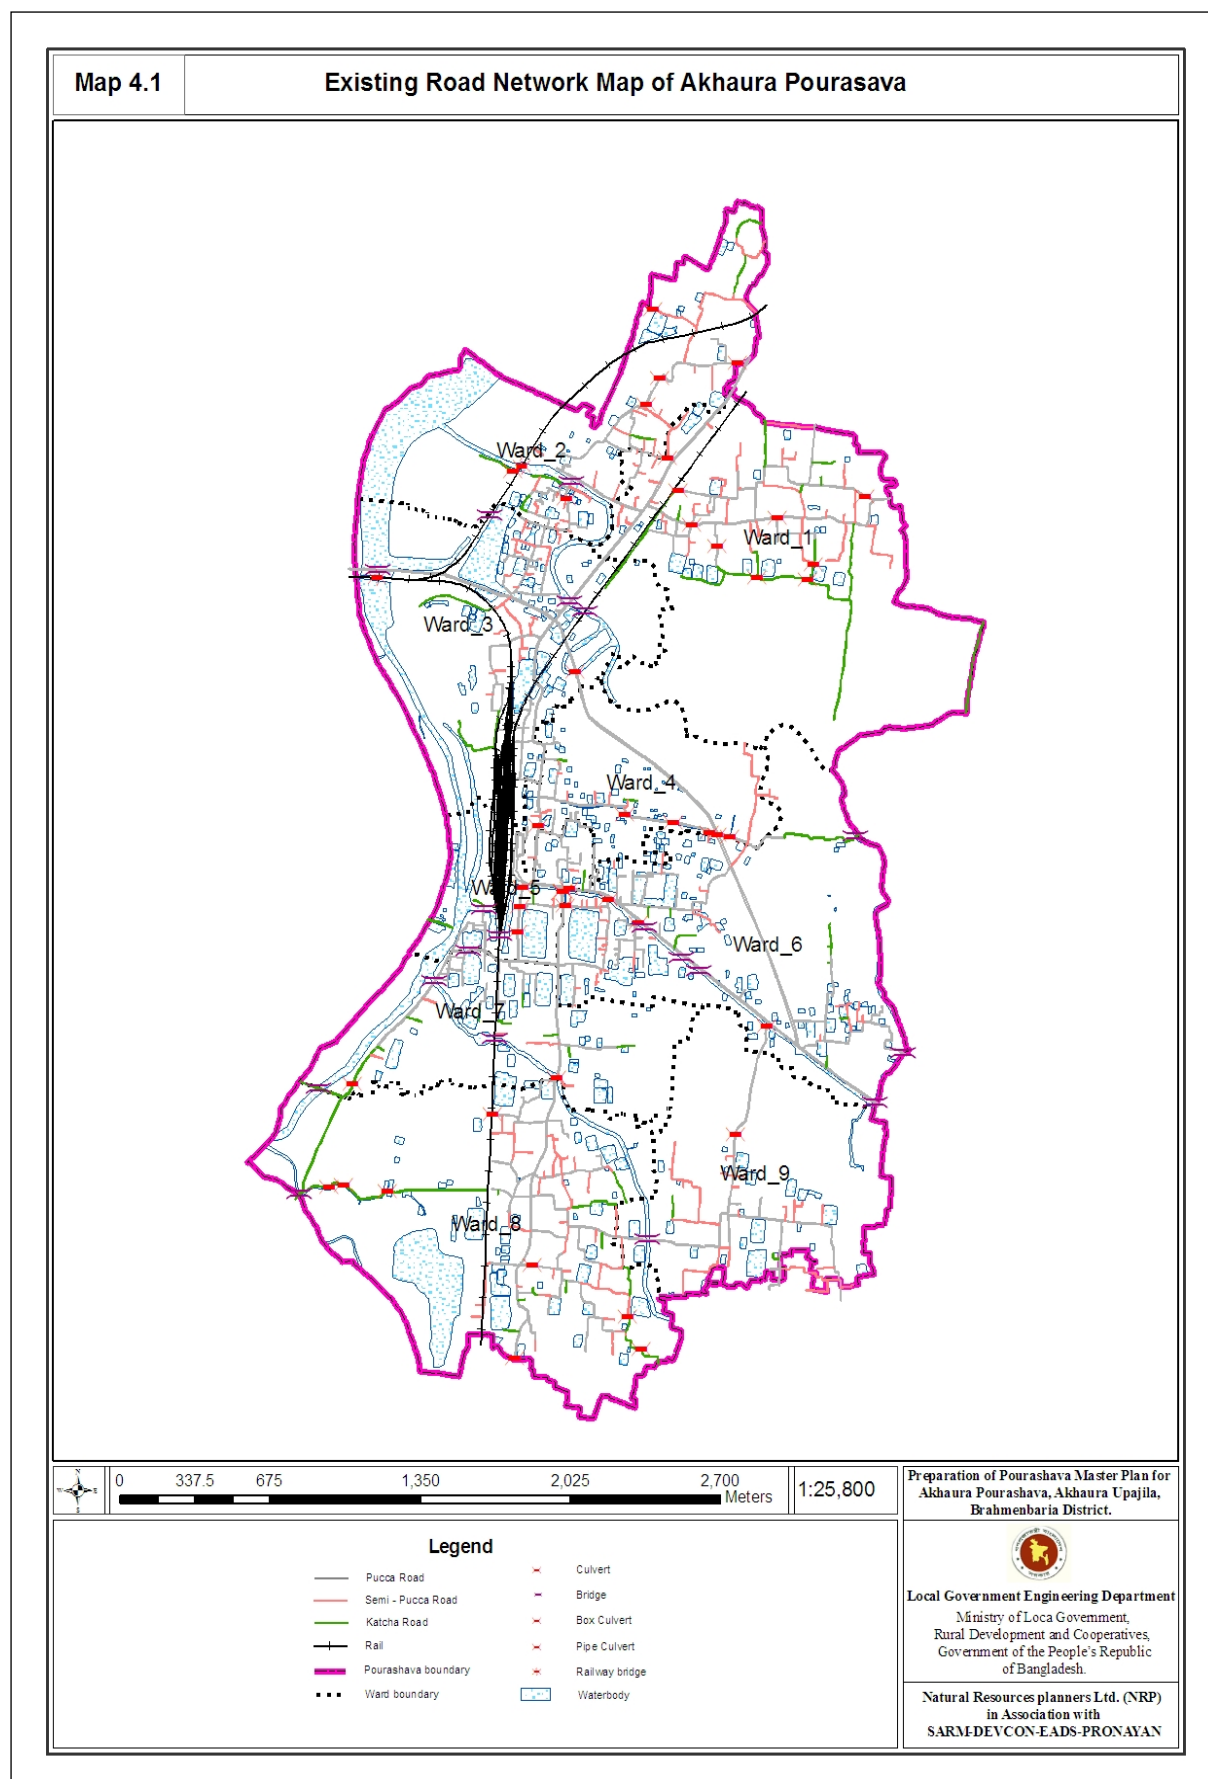 Map 4.1
Existing Road Network Map of Akhaura Pourasava
Ward_2
Ward_1
Ward_3
Ward_4
Ward_5
Ward_6
Ward_7
Ward_9
Ward_8
N
W E
S
0 337.5 675 1,350 2,025 2,700
Meters
1:25,800
Preparation of Pourashava Master Plan for
Akhaura Pourashava, Akhaura Upajila,
Brahmenbaria District.
Legend
Pucca Road
Semi - Pucca Road
Katcha Road
Rail
Pourashava boundary
Ward boundary
Culvert
Bridge
Box Culvert
Pipe Culvert
Railway bridge
Waterbody
Local Government Engineering Department
Ministry of Loca Government,
Rural Development and Cooperatives,
Government of the People's Republic
of Bangladesh.
Natural Resources planners Ltd. (NRP)
in Association with
SARM-DEVCON-EADS-PRONAYAN